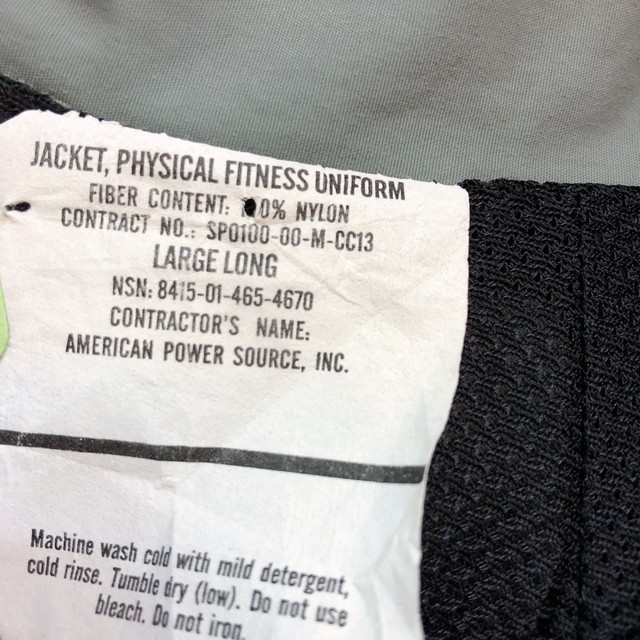 JACKET, PHYSICAL FITNESS UNIFORM
FIBER CONTENT: 100% NYLON
CONTRACT NO.: SPO100-00-M-CC13
LARGE LONG
NSN: 8415-01-465-4670
CONTRACTOR'S NAME:
AMERICAN POWER SOURCE, INC.
Machine wash cold with mild detergent,
cold rinse. Tumble dry (low). Do not use
bleach. Do not iron.